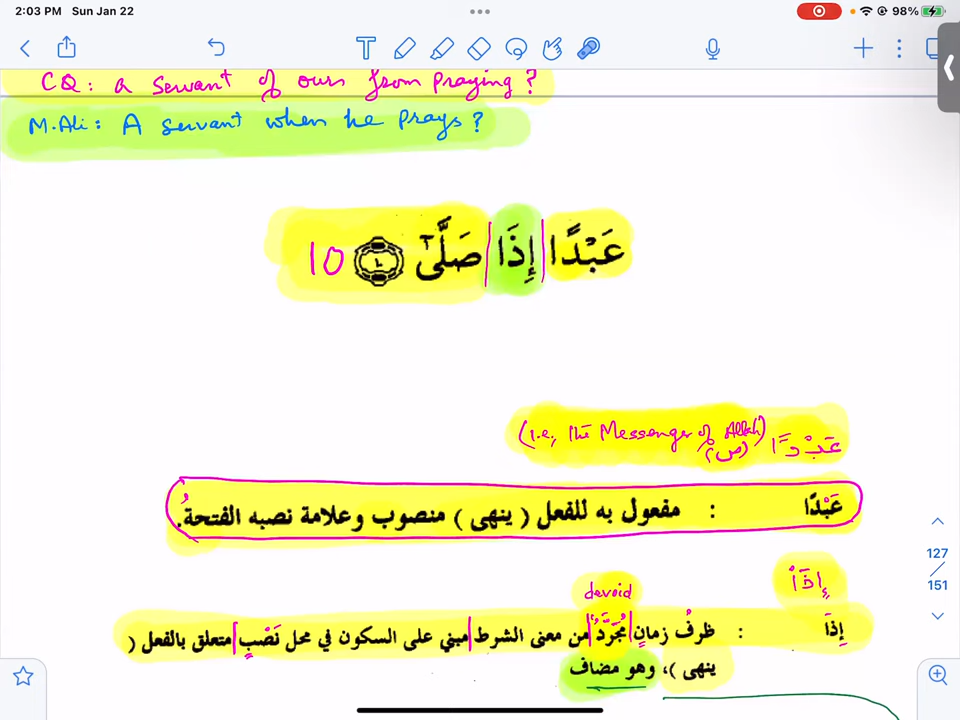 2:03 PM Sun Jan 22
98%
CQ: a servant of ours from praying?
M.Ali: A servant when he prays?
عَبْدًا إِذَا صَلَّىٰٓ ١٠ 10
(i.e, the Messenger of Allah) عَبْدًا
(ص)
عَبْدًا : مفعول به للفعل ( ينهى ) منصوب وعلامة نصبه الفتحةُ.
إِذَاْ
devoid
إِذَا : ظرفُ زمانٍ مُجَرَّدٌ من معنى الشرط مبني على السكون في محل نَصْبٍ متعلق بالفعل (
ينهى )، وهو مضاف
127
151